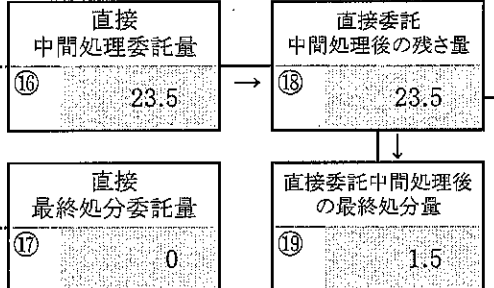 直接
中間処理委託量
⑯ 23.5
→
直接委託
中間処理後の残さ量
⑱ 23.5
↓
直接
最終処分委託量
⑰ 0
直接委託中間処理後
の最終処分量
⑲ 1.5